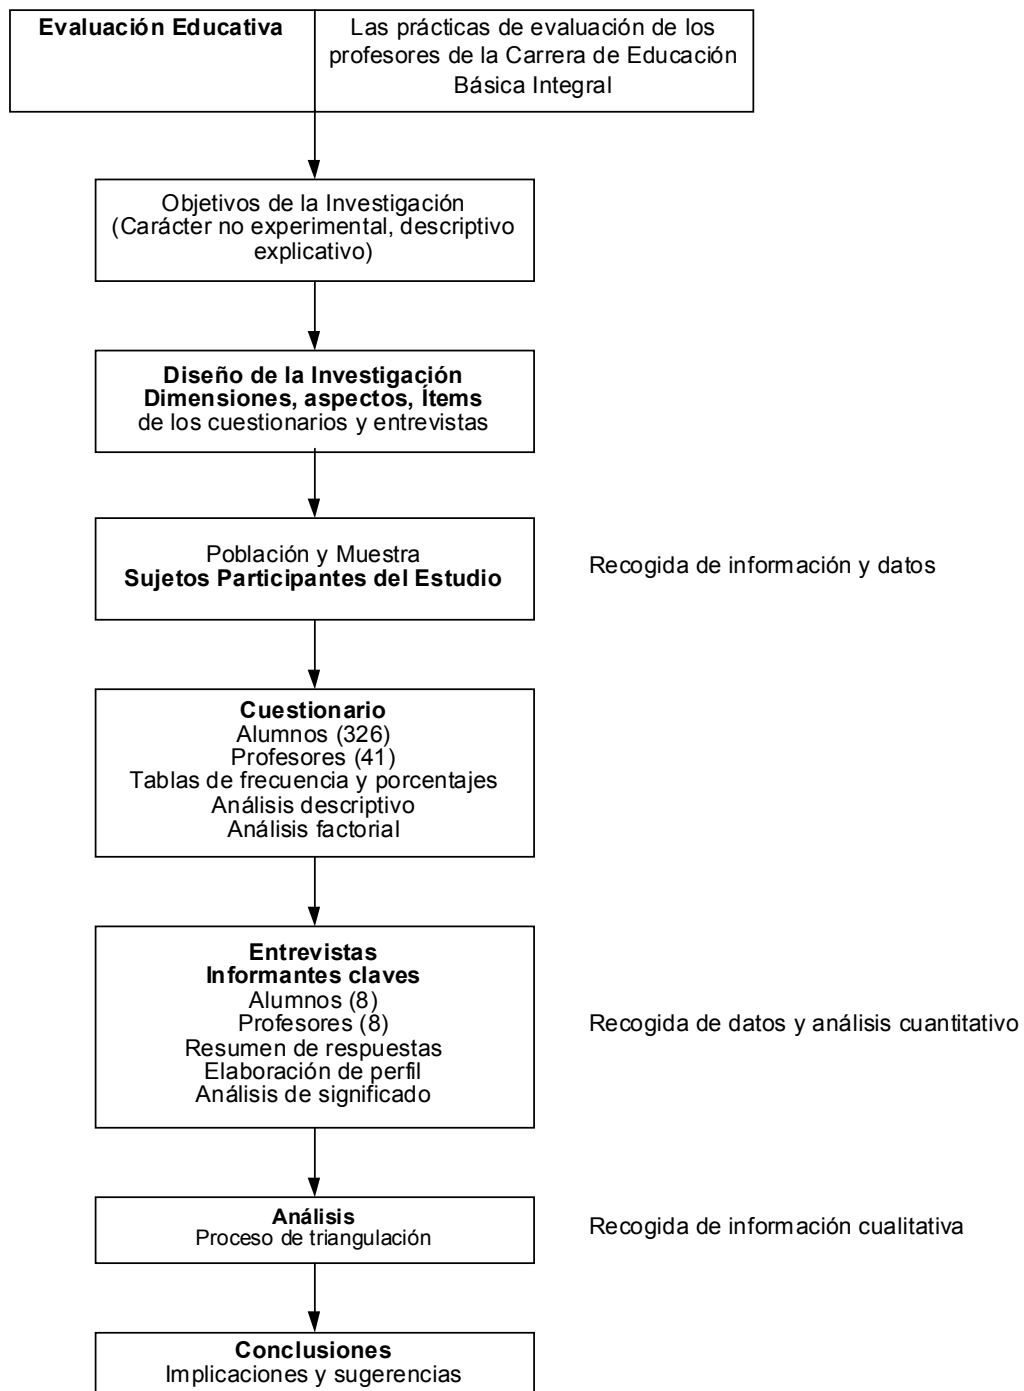 Evaluación Educativa
Las prácticas de evaluación de los
profesores de la Carrera de Educación
Básica Integral
Objetivos de la Investigación
(Carácter no experimental, descriptivo
explicativo)
Diseño de la Investigación
Dimensiones, aspectos, Ítems
de los cuestionarios y entrevistas
Población y Muestra
Sujetos Participantes del Estudio
Recogida de información y datos
Cuestionario
Alumnos (326)
Profesores (41)
Tablas de frecuencia y porcentajes
Análisis descriptivo
Análisis factorial
Entrevistas
Informantes claves
Alumnos (8)
Profesores (8)
Resumen de respuestas
Elaboración de perfil
Análisis de significado
Recogida de datos y análisis cuantitativo
Análisis
Proceso de triangulación
Recogida de información cualitativa
Conclusiones
Implicaciones y sugerencias